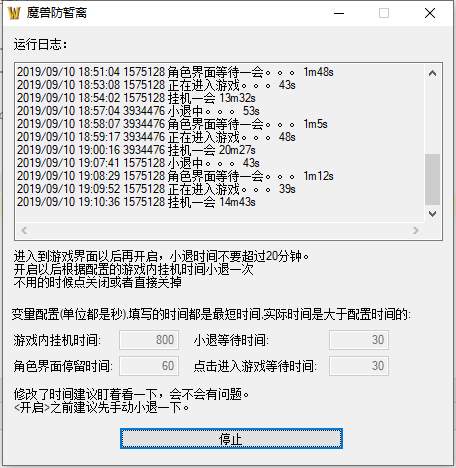 魔兽防暂离
运行日志：
2019/09/10 18:51:04 1575128 角色界面等待一会。。。 1m48s
2019/09/10 18:53:08 1575128 正在进入游戏。。。 43s
2019/09/10 18:54:02 1575128 挂机一会 13m32s
2019/09/10 18:57:04 3934476 小退中。。。 53s
2019/09/10 18:58:07 3934476 角色界面等待一会。。。 1m5s
2019/09/10 18:59:17 3934476 正在进入游戏。。。 48s
2019/09/10 19:00:16 3934476 挂机一会 20m27s
2019/09/10 19:07:41 1575128 小退中。。。 43s
2019/09/10 19:08:29 1575128 角色界面等待一会。。。 1m12s
2019/09/10 19:09:52 1575128 正在进入游戏。。。 39s
2019/09/10 19:10:36 1575128 挂机一会 14m43s
进入到游戏界面以后再开启，小退时间不要超过20分钟。
开启以后根据配置的游戏内挂机时间小退一次
不用的时候点关闭或者直接关掉
变量配置(单位都是秒),填写的时间都是最短时间,实际时间是大于配置时间的:
游戏内挂机时间: 800 小退等待时间: 30
角色界面停留时间: 60 点击进入游戏等待时间: 30
修改了时间建议盯着看一下，会不会有问题。
<开启>之前建议先手动小退一下。
停止